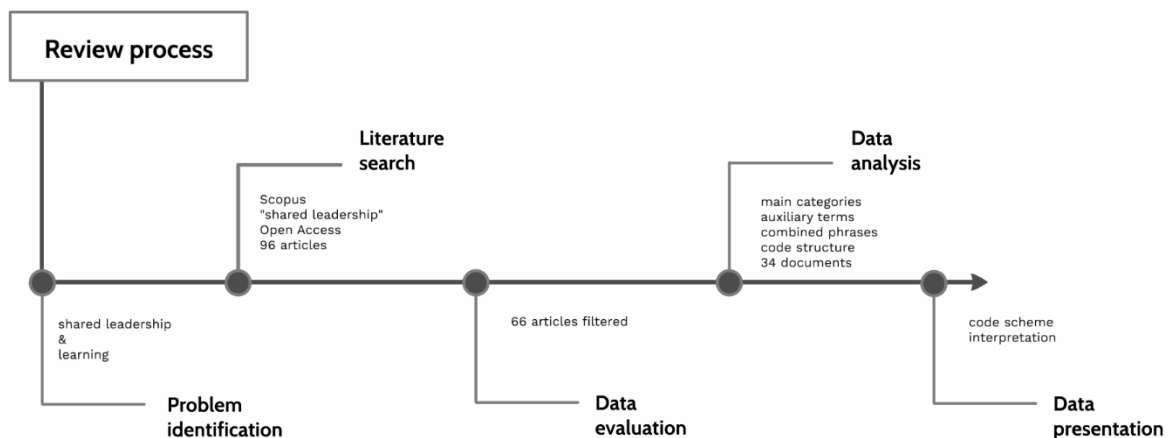 Review process
Literature
search
Scopus
"shared leadership"
Open Access
96 articles
Data
analysis
main categories
auxiliary terms
combined phrases
code structure
34 documents
shared leadership
&
learning
Problem
identification
66 articles filtered
Data
evaluation
code scheme
interpretation
Data
presentation